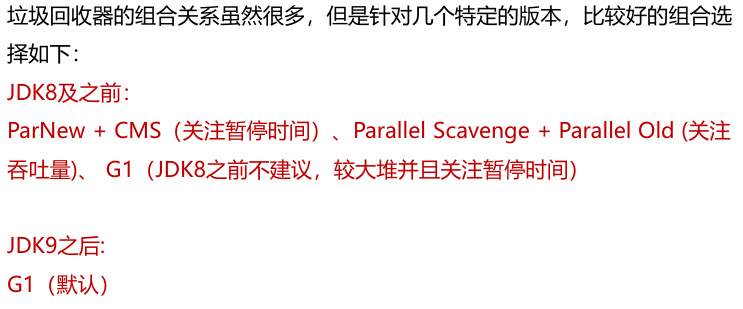 垃圾回收器的组合关系虽然很多，但是针对几个特定的版本，比较好的组合选
择如下：
JDK8及之前：
ParNew + CMS（关注暂停时间）、Parallel Scavenge + Parallel Old (关注
吞吐量)、 G1（JDK8之前不建议，较大堆并且关注暂停时间）
JDK9之后:
G1（默认）